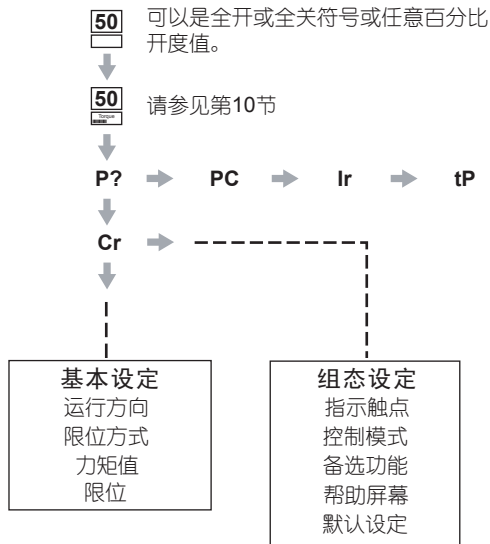 50
可以是全开或全关符号或任意百分比
开度值。
50
Torque
请参见第10节
P? PC Ir tP
Cr
基本设定
运行方向
限位方式
力矩值
限位
组态设定
指示触点
控制模式
备选功能
帮助屏幕
默认设定